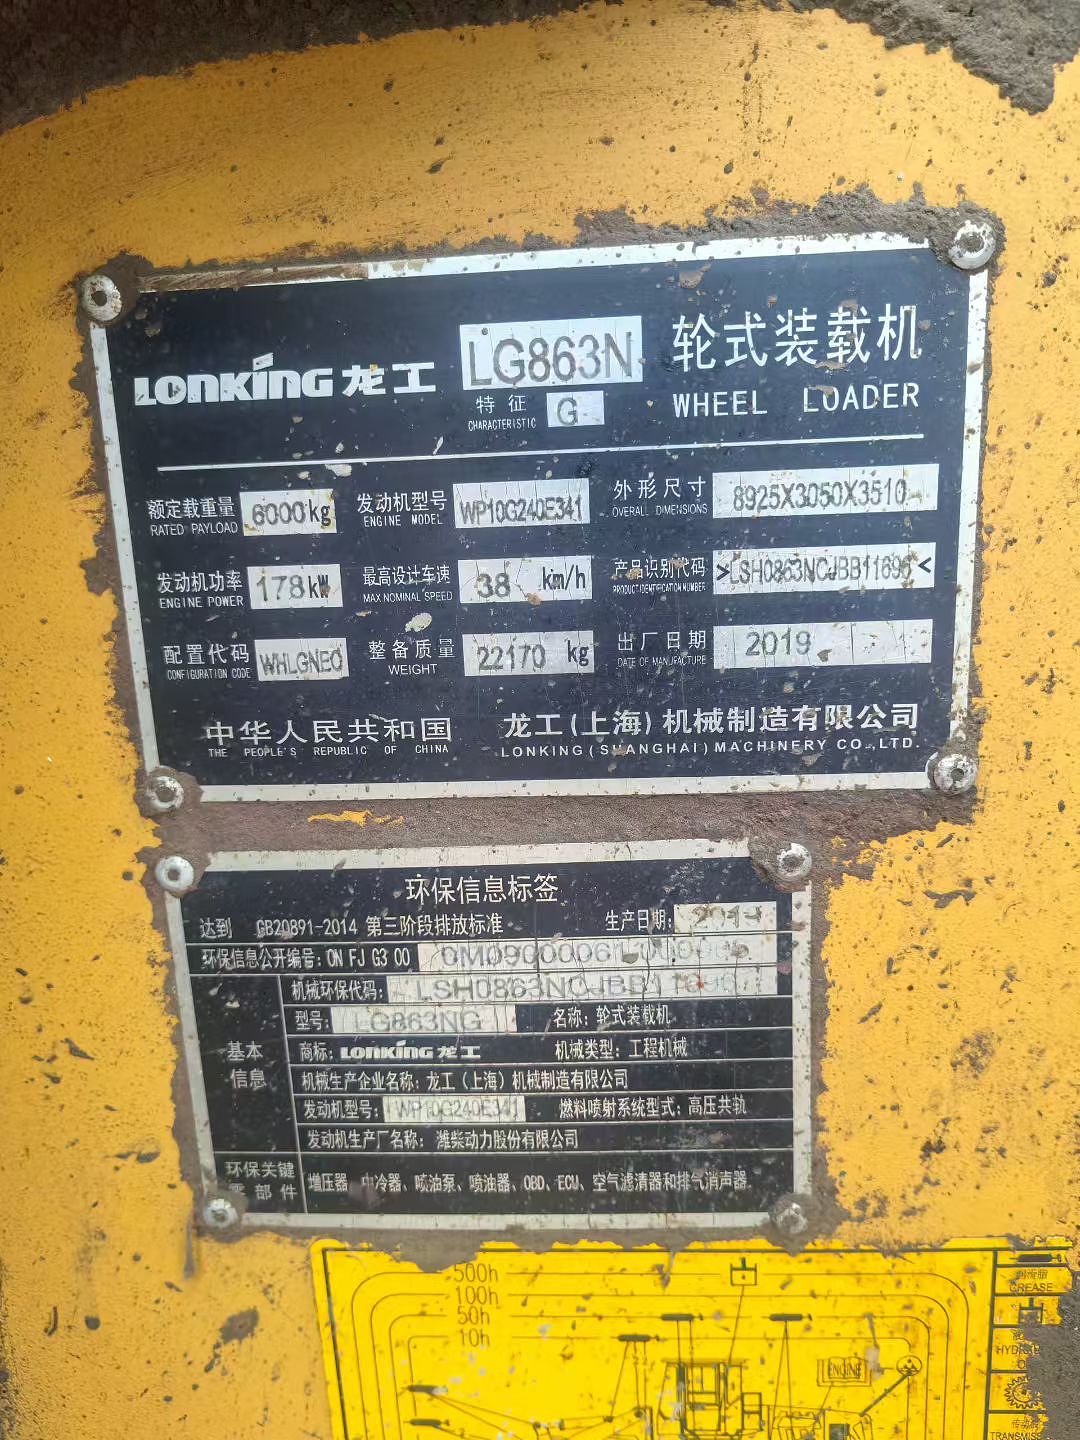 LONKING 龙工 LG863N 轮式装载机
特征 G
CHARACTERISTIC
WHEEL LOADER
额定载重量 6000kg 发动机型号 WP10G240E341 外形尺寸 8925X3050X3510
RATED PAYLOAD ENGINE MODEL OVERALL DIMENSIONS
发动机功率 178kW 最高设计车速 38 km/h 产品识别代码 >LSH0863NCJBB11696<
ENGINE POWER MAX NOMINAL SPEED PRODUCT IDENTIFICATION NUMBER
配置代码 WHLGNEO 整备质量 22170 kg 出厂日期 2019
CONFIGURATION CODE WEIGHT DATE OF MANUFACTURE
中华人民共和国 龙工(上海)机械制造有限公司
THE PEOPLE'S REPUBLIC OF CHINA LONKING(SHANGHAI)MACHINERY CO.,LTD.
环保信息标签
达到 GB20891-2014 第三阶段排放标准 生产日期:
环保信息公开编号: CN FJ G3 00
机械环保代码:
型号: LG863NG 名称: 轮式装载机
基本信息
商标: LONKING 龙工 机械类型: 工程机械
机械生产企业名称: 龙工(上海)机械制造有限公司
发动机型号: WP10G240E341 燃料喷射系统型式: 高压共轨
发动机生产厂名称: 潍柴动力股份有限公司
环保关键零部件 增压器、中冷器、喷油泵、喷油器、OBD、ECU、空气滤清器和排气消声器
500h
100h
50h
10h
ENGINE
GREASE